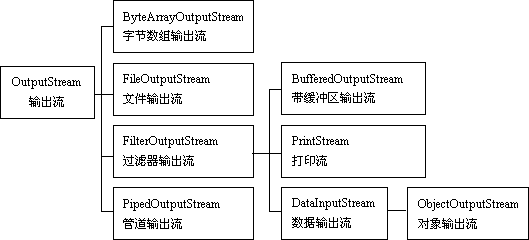 ByteArrayOutputStream
字节数组输出流
OutputStream
输出流
FileOutputStream
文件输出流
BufferedOutputStream
带缓冲区输出流
FilterOutputStream
过滤器输出流
PrintStream
打印流
PipedOutputStream
管道输出流
DataInputStream
数据输出流
ObjectOutputStream
对象输出流